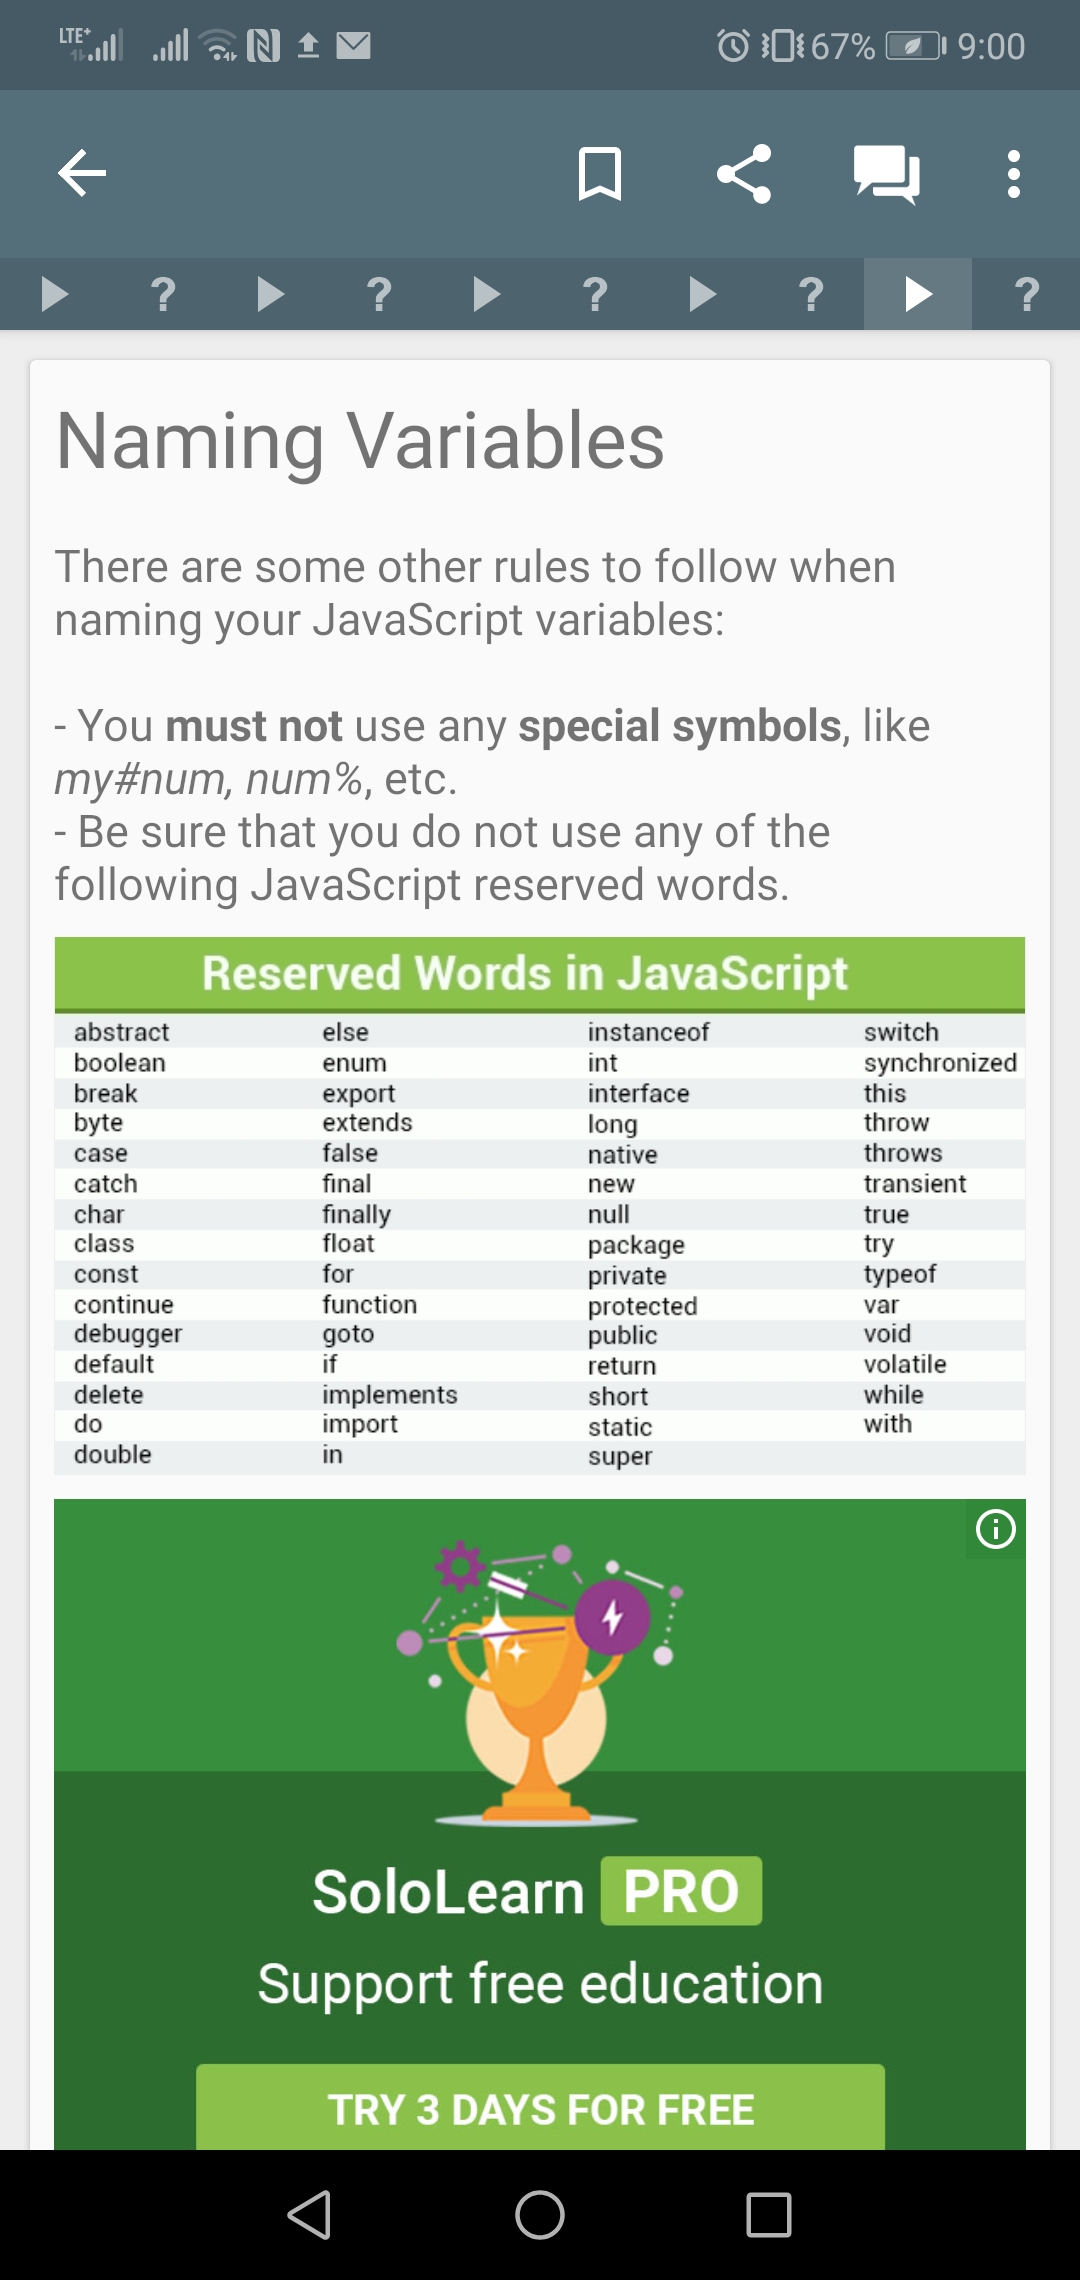 LTE+ 67% 9:00
? ? ? ? ?
Naming Variables
There are some other rules to follow when
naming your JavaScript variables:
- You must not use any special symbols, like
my#num, num%, etc.
- Be sure that you do not use any of the
following JavaScript reserved words.
Reserved Words in JavaScript
abstract else instanceof switch
boolean enum int synchronized
break export interface this
byte extends long throw
case false native throws
catch final new transient
char finally null true
class float package try
const for private typeof
continue function protected var
debugger goto public void
default if return volatile
delete implements short while
do import static with
double in super
SoloLearn PRO
Support free education
TRY 3 DAYS FOR FREE